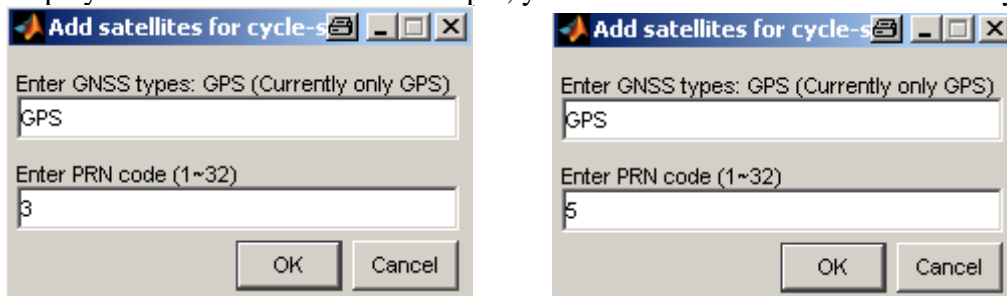 Add satellites for cycle-s
Enter GNSS types: GPS (Currently only GPS)
GPS
Enter PRN code (1~32)
3
OK Cancel
Add satellites for cycle-s
Enter GNSS types: GPS (Currently only GPS)
GPS
Enter PRN code (1~32)
5
OK Cancel